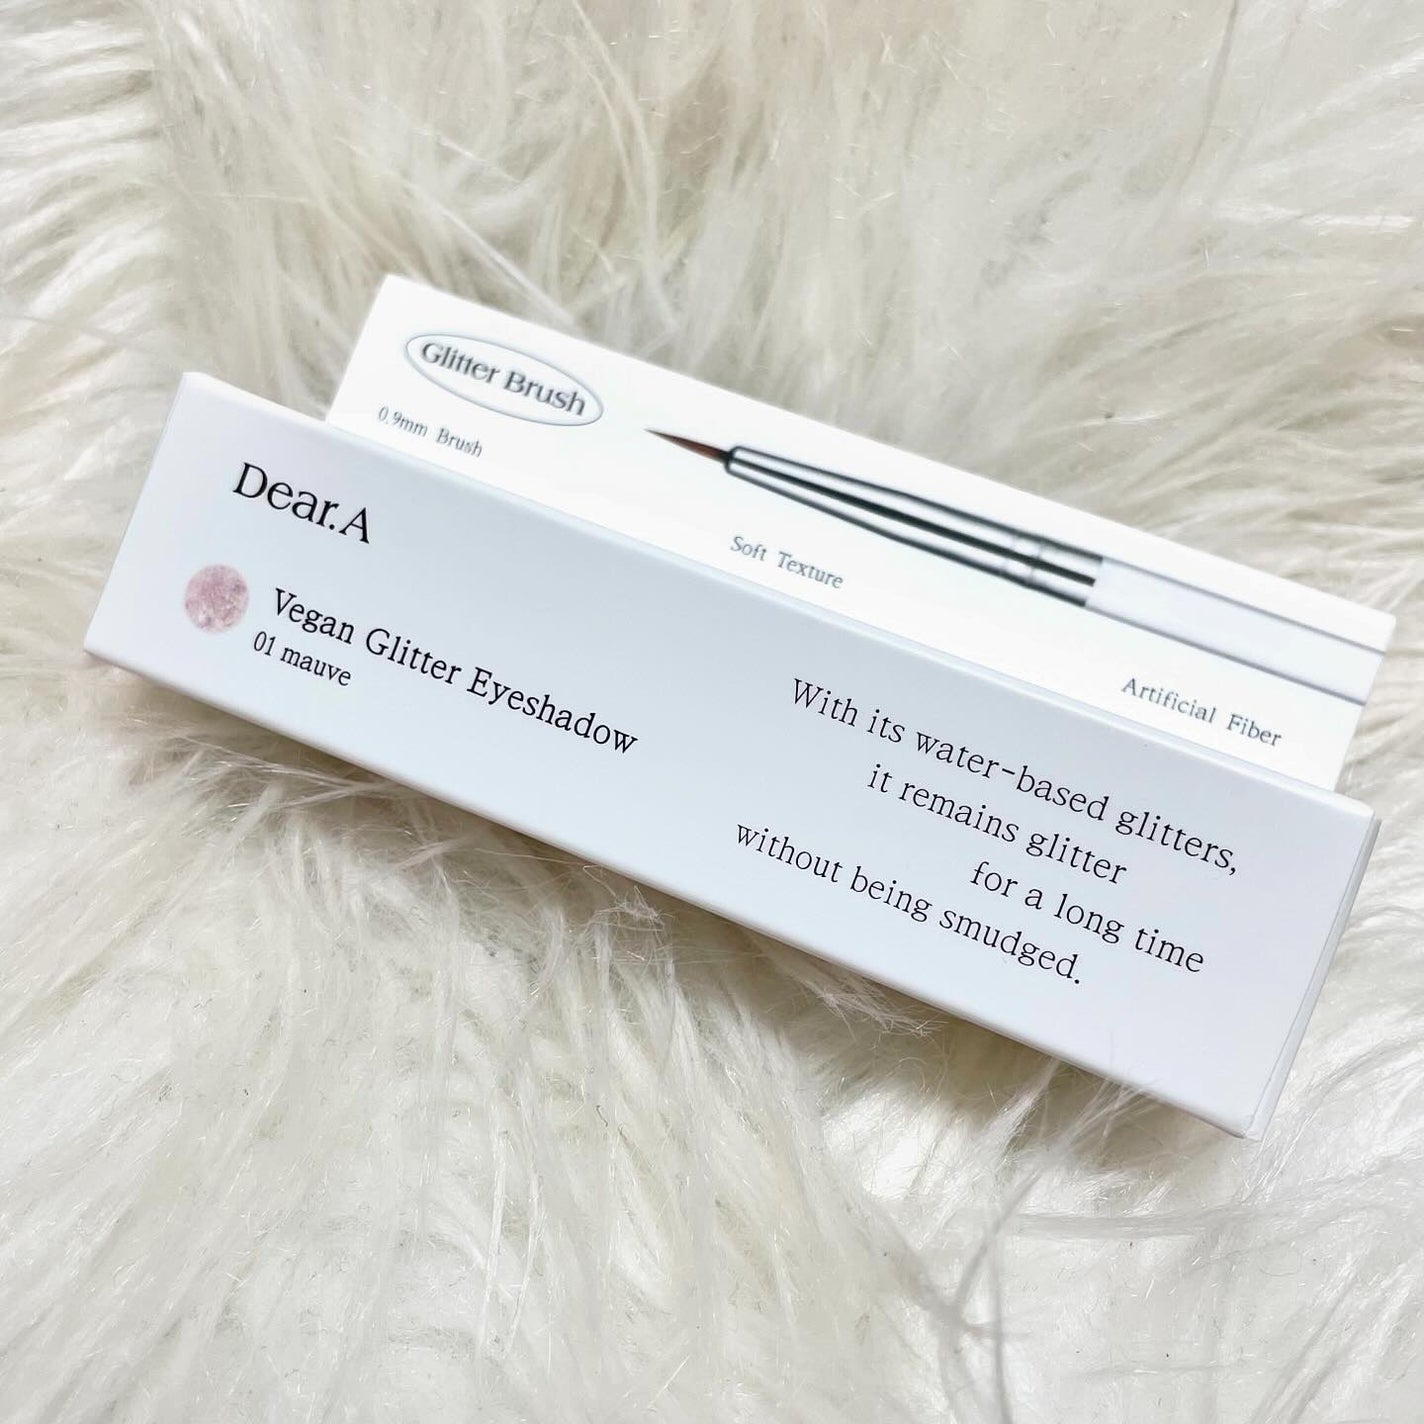 Glitter Brush
0.9mm Brush
Soft Texture
Artificial Fiber
Dear.A
Vegan Glitter Eyeshadow
01 mauve
With its water-based glitters,
it remains glitter
for a long time
without being smudged.